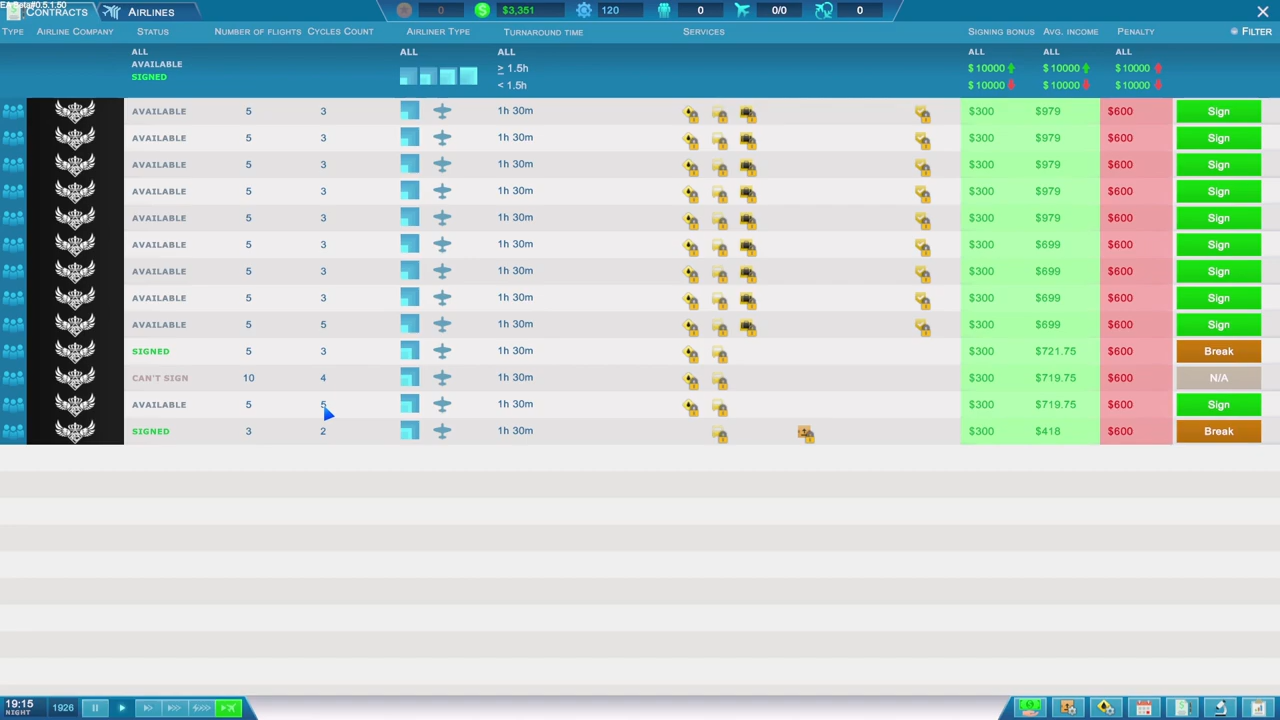 EA Beta#0.5.1.50
CONTRACTS AIRLINES 0 $3,351 120 0 0/0 0
TYPE AIRLINE COMPANY STATUS NUMBER OF FLIGHTS CYCLES COUNT AIRLINER TYPE TURNAROUND TIME SERVICES SIGNING BONUS AVG. INCOME PENALTY FILTER
ALL ALL ALL ALL ALL ALL
AVAILABLE ≥ 1.5h $ 10000 $ 10000 $ 10000
SIGNED < 1.5h $ 10000 $ 10000 $ 10000
AVAILABLE 5 3 1h 30m $300 $979 $600 Sign
AVAILABLE 5 3 1h 30m $300 $979 $600 Sign
AVAILABLE 5 3 1h 30m $300 $979 $600 Sign
AVAILABLE 5 3 1h 30m $300 $979 $600 Sign
AVAILABLE 5 3 1h 30m $300 $979 $600 Sign
AVAILABLE 5 3 1h 30m $300 $699 $600 Sign
AVAILABLE 5 3 1h 30m $300 $699 $600 Sign
AVAILABLE 5 3 1h 30m $300 $699 $600 Sign
AVAILABLE 5 5 1h 30m $300 $699 $600 Sign
SIGNED 5 3 1h 30m $300 $721.75 $600 Break
CAN'T SIGN 10 4 1h 30m $300 $719.75 $600 N/A
AVAILABLE 5 5 1h 30m $300 $719.75 $600 Sign
SIGNED 3 2 1h 30m $300 $418 $600 Break
19:15 1926
NIGHT